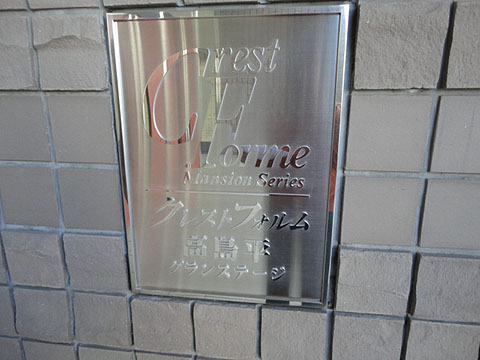 Crest
Forme
Mansion Series
クレストフォルム
高島平
グランステージ